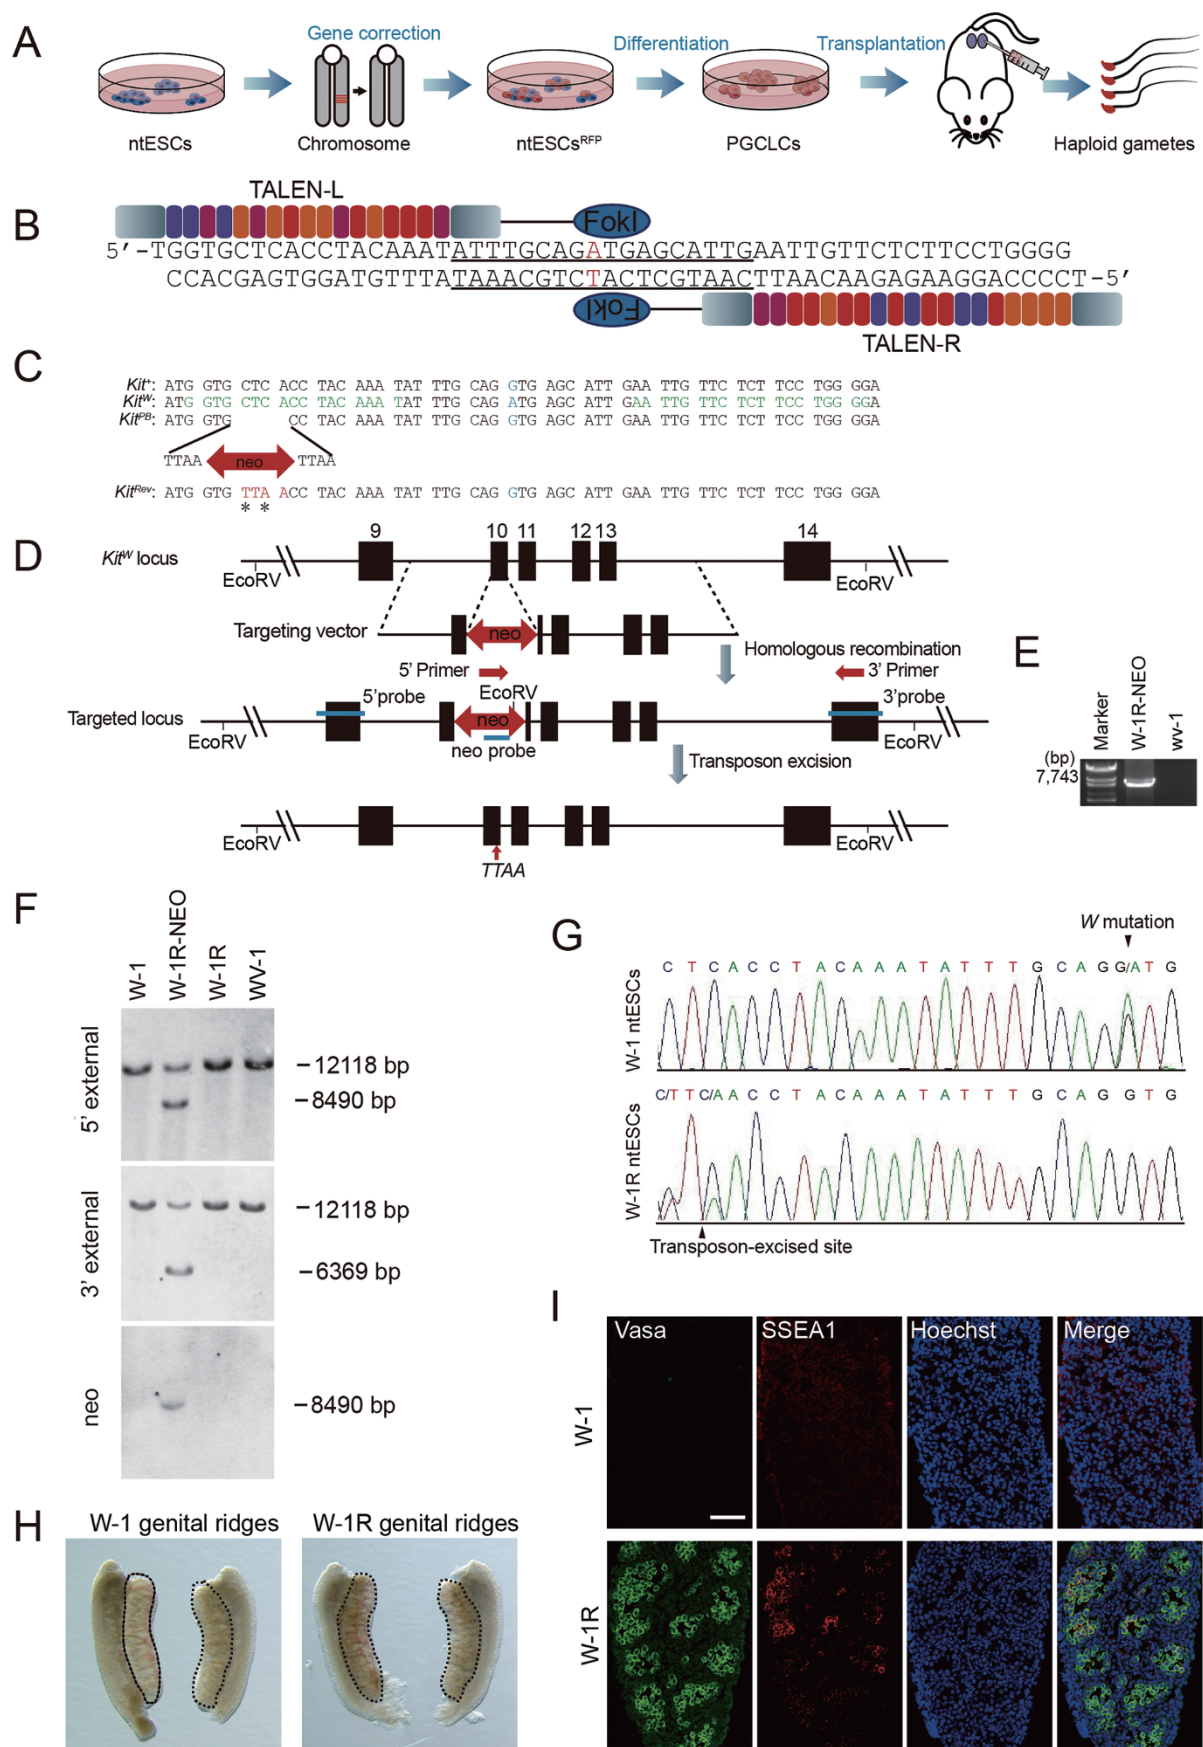 A
Gene correction
Differentiation
Transplantation
ntESCs
Chromosome
ntESCsRFP
PGCLCs
Haploid gametes
B
TALEN-L
FokI
5'-TGGTGCTCACCTACAAATATTTGCAGATGAGCATTGAATTGTTCTCTTCCTGGGG
CCACGAGTGGATGTTTATAAACGTCTACTCGTAACTTAACAAGAGAAGGACCCCT-5'
FokI
TALEN-R
C
Kit+: ATG GTG CTC ACC TAC AAA TAT TTG CAG GTG AGC ATT GAA TTG TTC TCT TCC TGG GGA
KitW: ATG GTG CTC ACC TAC AAA TAT TTG CAG ATG AGC ATT GAA TTG TTC TCT TCC TGG GGA
KitPB: ATG GTG CC TAC AAA TAT TTG CAG GTG AGC ATT GAA TTG TTC TCT TCC TGG GGA
TTAA neo TTAA
KitRev: ATG GTG TTA ACC TAC AAA TAT TTG CAG GTG AGC ATT GAA TTG TTC TCT TCC TGG GGA
* *
D
9 10 11 12 13 14
KitW locus
EcoRV EcoRV
Targeting vector neo
Homologous recombination
5' Primer 3' Primer
EcoRV
5'probe 3'probe
Targeted locus neo
EcoRV EcoRV
neo probe
Transposon excision
EcoRV EcoRV
TTAA
E
Marker
W-1R-NEO
wv-1
(bp)
7,743
F
W-1
W-1R-NEO
W-1R
WV-1
5' external
–12118 bp
–8490 bp
3' external
–12118 bp
–6369 bp
neo
–8490 bp
G
W mutation
W-1 ntESCs
C T C A C C T A C A A A T A T T T G C A G G/A T G
W-1R ntESCs
C/T T C/A A C C T A C A A A T A T T T G C A G G T G
Transposon-excised site
H
W-1 genital ridges
W-1R genital ridges
I
Vasa
SSEA1
Hoechst
Merge
W-1
W-1R